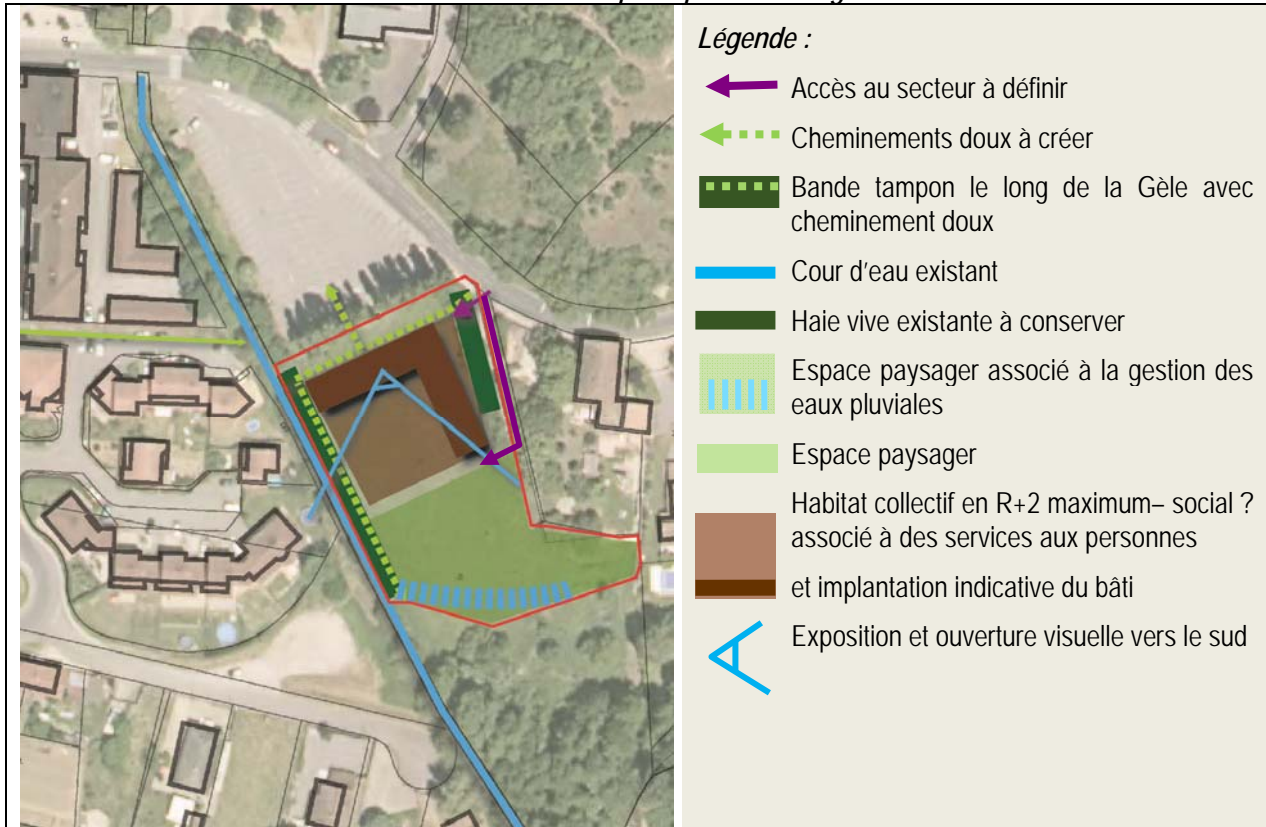 Légende :
Accès au secteur à définir
Cheminements doux à créer
Bande tampon le long de la Gèle avec
cheminement doux
Cour d'eau existant
Haie vive existante à conserver
Espace paysager associé à la gestion des
eaux pluviales
Espace paysager
Habitat collectif en R+2 maximum– social ?
associé à des services aux personnes
et implantation indicative du bâti
Exposition et ouverture visuelle vers le sud